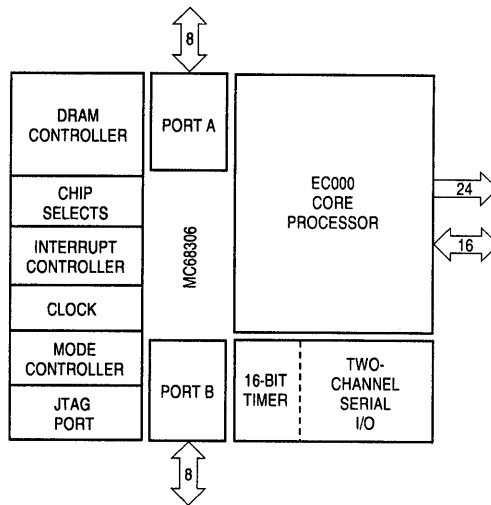 8
DRAM
CONTROLLER
PORT A
EC000
CORE
PROCESSOR
24
16
CHIP
SELECTS
INTERRUPT
CONTROLLER
CLOCK
MODE
CONTROLLER
JTAG
PORT
MC68306
PORT B
16-BIT
TIMER
TWO-
CHANNEL
SERIAL
I/O
8